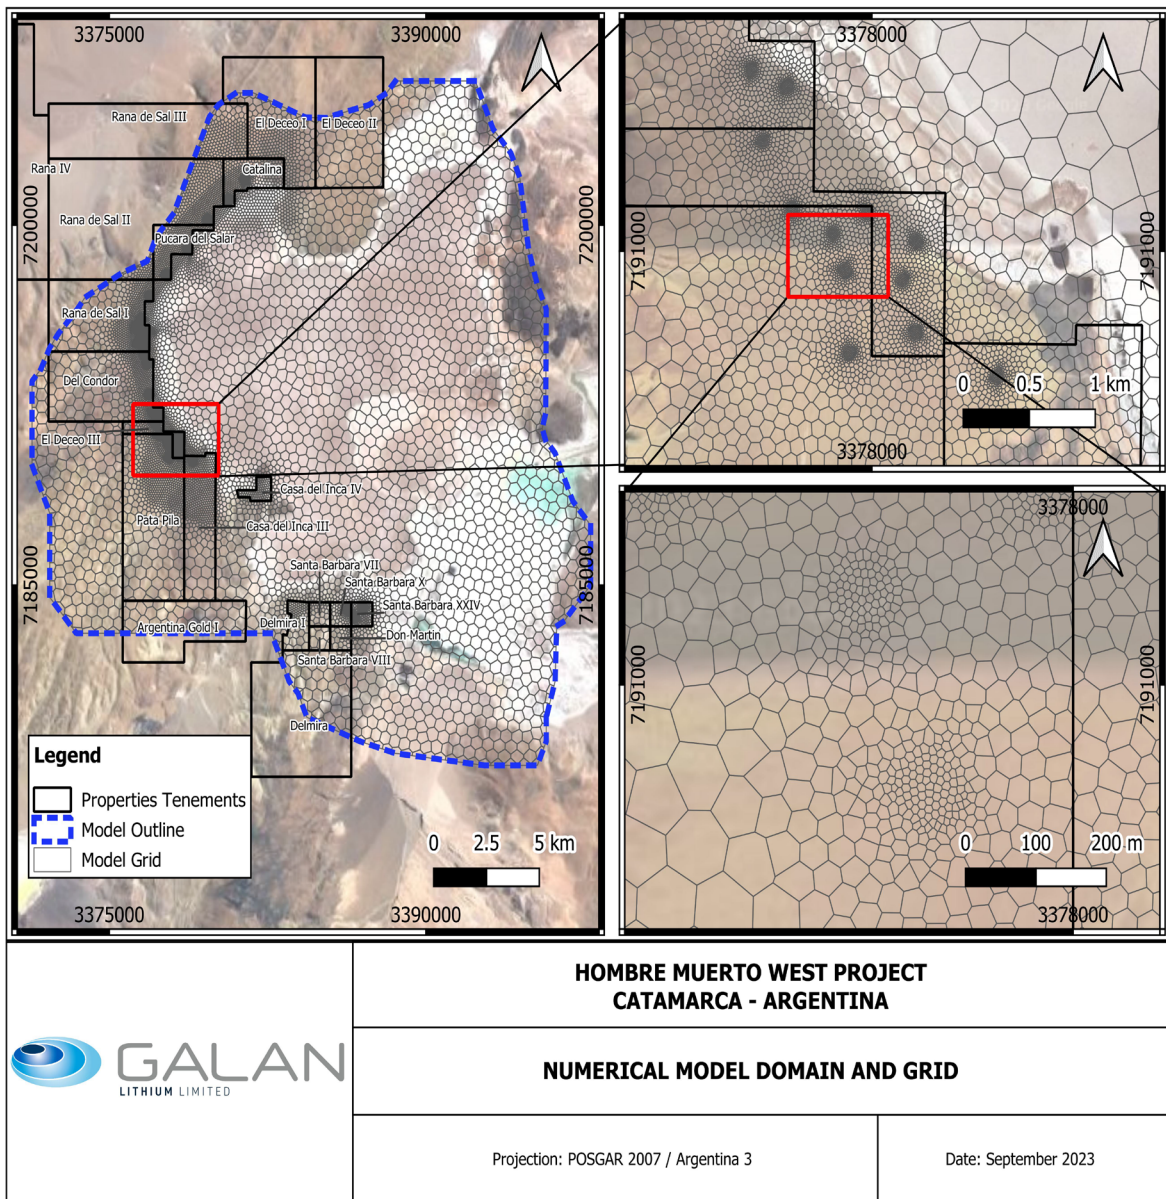 3375000
3390000
Rana de Sal III
El Deceo I
El Deceo II
Rana IV
Catalina
Rana de Sal II
Pucara del Salar
7200000
7200000
Rana de Sal I
Del Condor
El Deceo III
Casa del Inca IV
Pata Pila
Casa del Inca III
Santa Barbara VII
Santa Barbara X
7185000
7185000
Santa Barbara XXIV
Argentina Gold I
Delmira I
Don Martin
Santa Barbara VIII
Delmira
Legend
Properties Tenements
Model Outline
Model Grid
0 2.5 5 km
3375000
3390000
3378000
7191000
7191000
0 0.5 1 km
3378000
3378000
7191000
7191000
0 100 200 m
3378000
GALAN
LITHIUM LIMITED
HOMBRE MUERTO WEST PROJECT
CATAMARCA - ARGENTINA
NUMERICAL MODEL DOMAIN AND GRID
Projection: POSGAR 2007 / Argentina 3
Date: September 2023